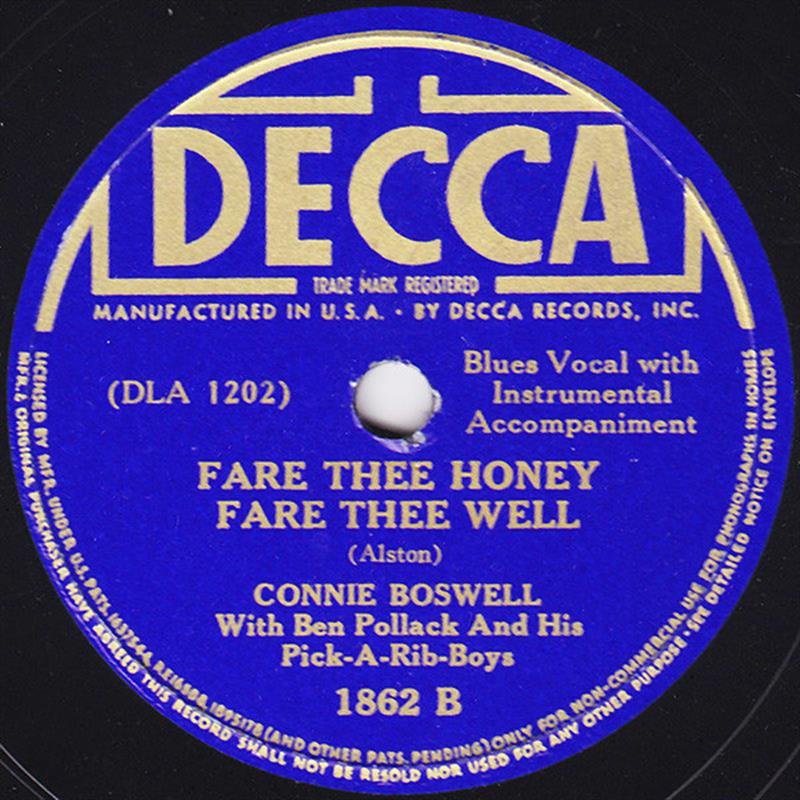 DECCA
TRADE MARK REGISTERED
MANUFACTURED IN U.S.A. · BY DECCA RECORDS, INC.
(DLA 1202)
Blues Vocal with
Instrumental
Accompaniment
FARE THEE HONEY
FARE THEE WELL
(Alston)
CONNIE BOSWELL
With Ben Pollack And His
Pick-A-Rib-Boys
1862 B
LICENSED BY MFR. UNDER U.S. PATS. 1637544, RE16588, 1895178 (AND OTHER PATS. PENDING) ONLY FOR NON-COMMERCIAL USE FOR PHONOGRAPHS IN HOMES
MFR. & ORIGINAL PURCHASER HAVE AGREED THIS RECORD SHALL NOT BE RESOLD NOR USED FOR ANY OTHER PURPOSE · SEE DETAILED NOTICE ON ENVELOPE